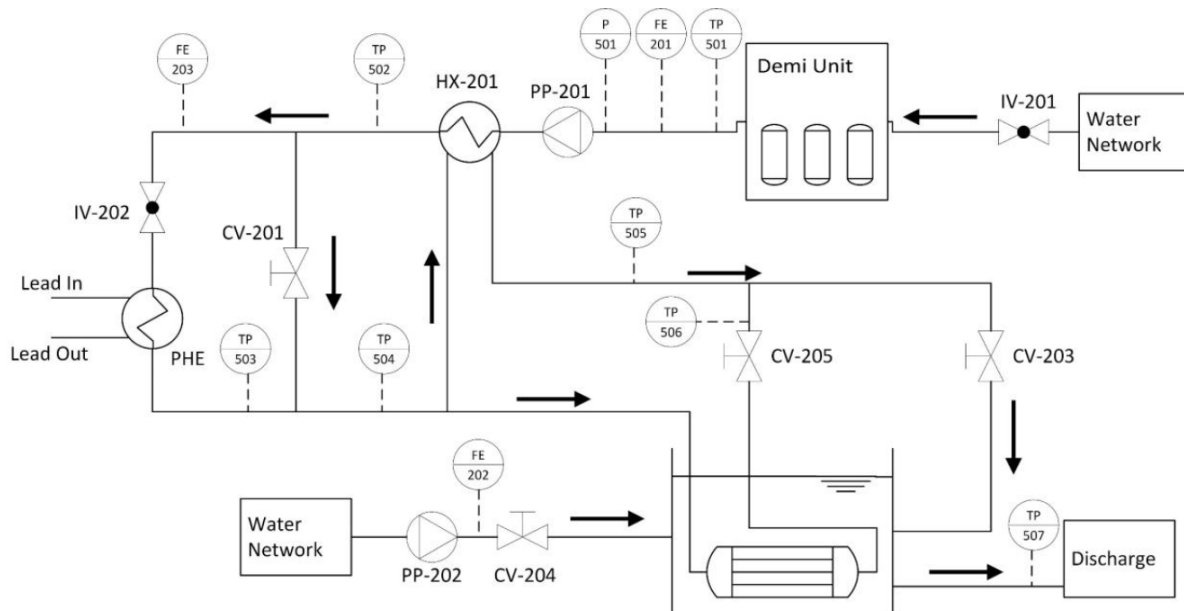 FE
203
TP
502
HX-201
PP-201
P
501
FE
201
TP
501
Demi Unit
IV-201
Water
Network
IV-202
CV-201
TP
505
Lead In
Lead Out
PHE
TP
503
TP
504
TP
506
CV-205
CV-203
FE
202
Water
Network
PP-202
CV-204
TP
507
Discharge